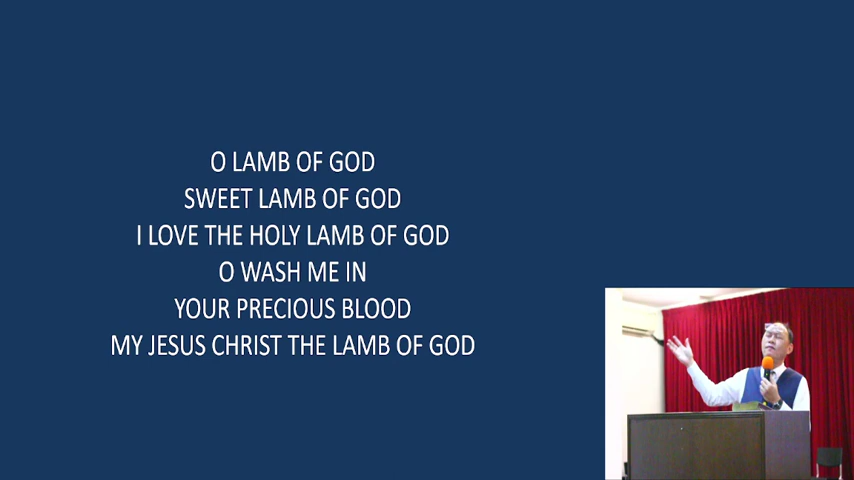 O LAMB OF GOD
SWEET LAMB OF GOD
I LOVE THE HOLY LAMB OF GOD
O WASH ME IN
YOUR PRECIOUS BLOOD
MY JESUS CHRIST THE LAMB OF GOD